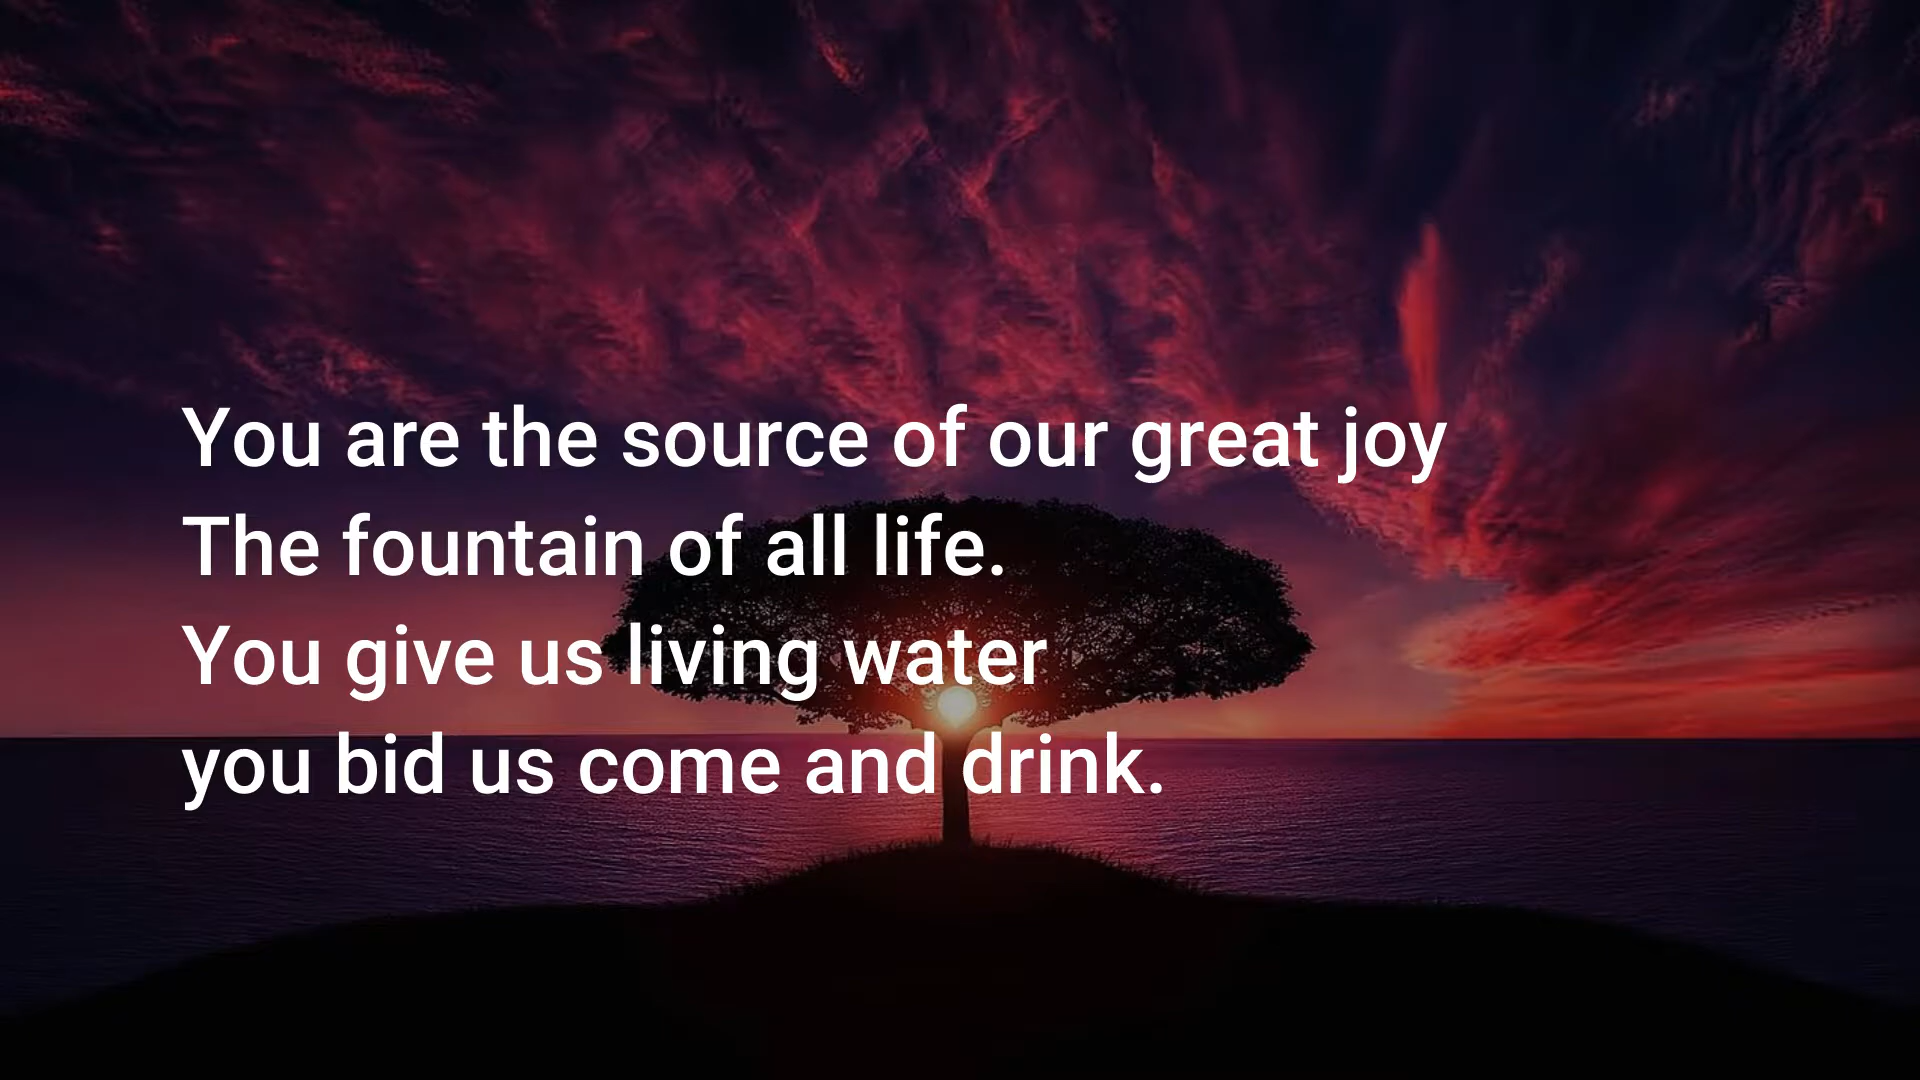 You are the source of our great joy
The fountain of all life.
You give us living water
you bid us come and drink.